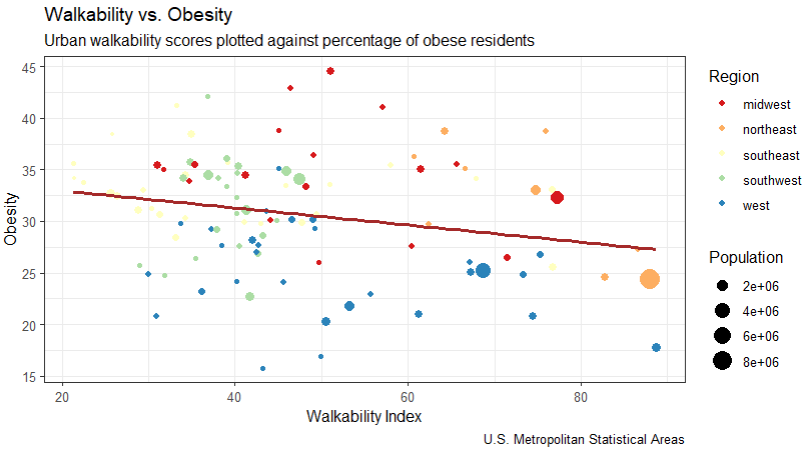 Walkability vs. Obesity
Urban walkability scores plotted against percentage of obese residents
45
40
35
30
25
20
15
Obesity
20
40
60
80
Walkability Index
Region
midwest
northeast
southeast
southwest
west
Population
2e+06
4e+06
6e+06
8e+06
U.S. Metropolitan Statistical Areas